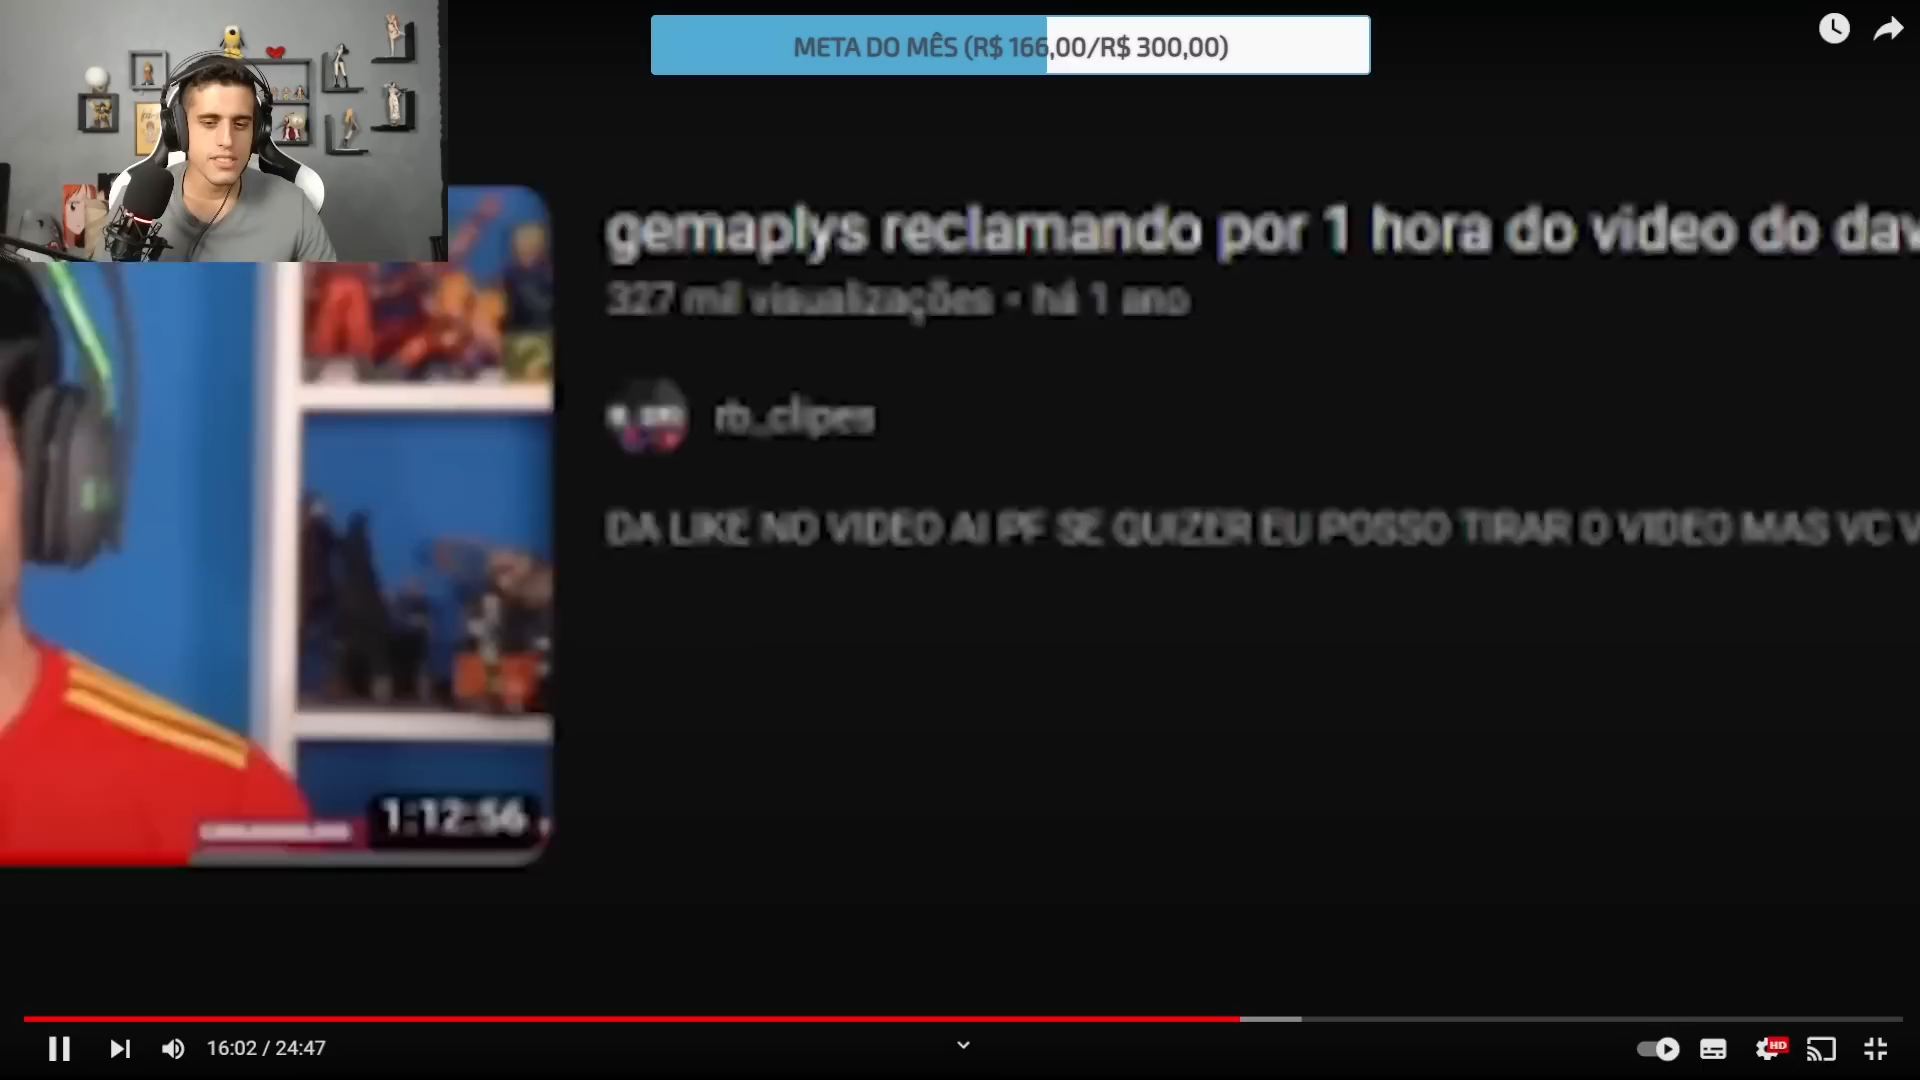 META DO MÊS (R$ 166,00/R$ 300,00)
gemaplys reclamando por 1 hora do video do dav
327 mil visualizações • há 1 ano
rb_clipes
DA LIKE NO VIDEO AI PF SE QUIZER EU POSSO TIRAR O VIDEO MAS VC V
1:12:56
16:02 / 24:47
HD